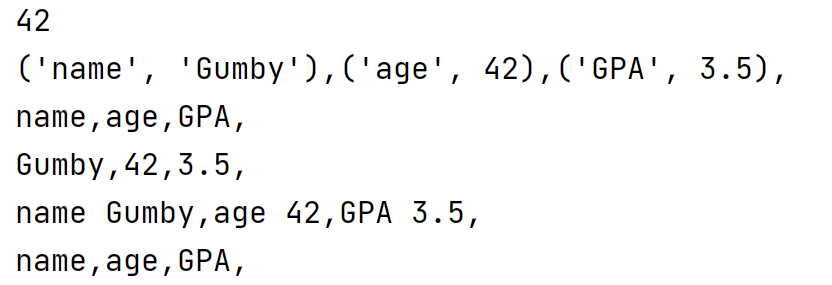 42
('name', 'Gumby'),('age', 42),('GPA', 3.5),
name,age,GPA,
Gumby,42,3.5,
name Gumby,age 42,GPA 3.5,
name,age,GPA,